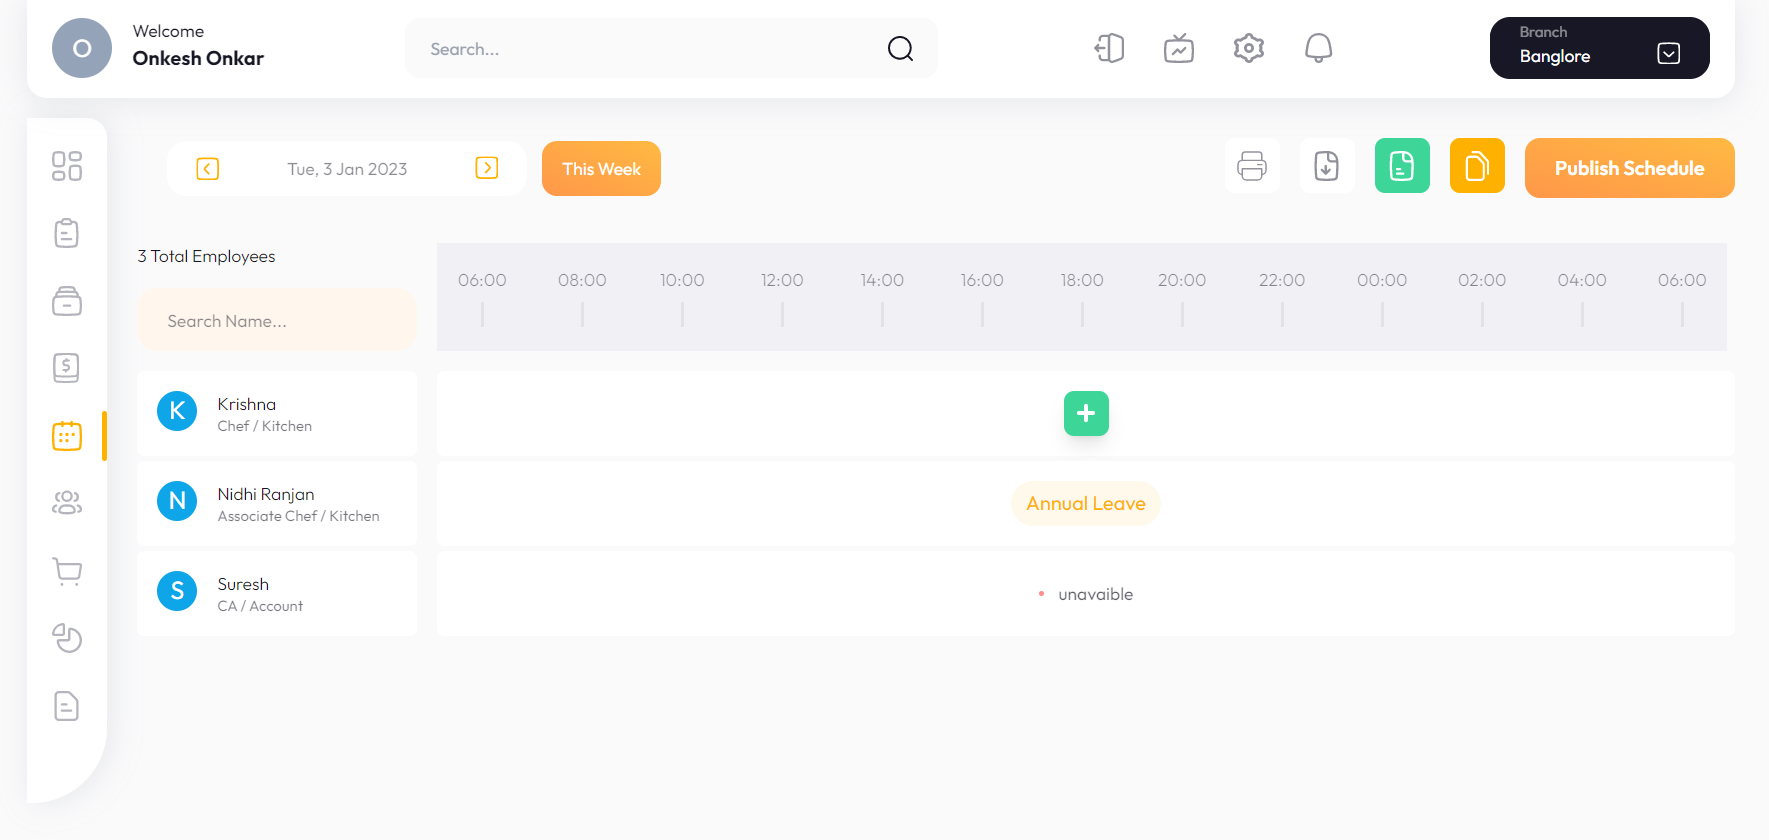 O
Welcome
Onkesh Onkar
Search...
Branch
Banglore
Tue, 3 Jan 2023
This Week
Publish Schedule
3 Total Employees
Search Name...
06:00 08:00 10:00 12:00 14:00 16:00 18:00 20:00 22:00 00:00 02:00 04:00 06:00
K
Krishna
Chef / Kitchen
+
N
Nidhi Ranjan
Associate Chef / Kitchen
Annual Leave
S
Suresh
CA / Account
unavaible